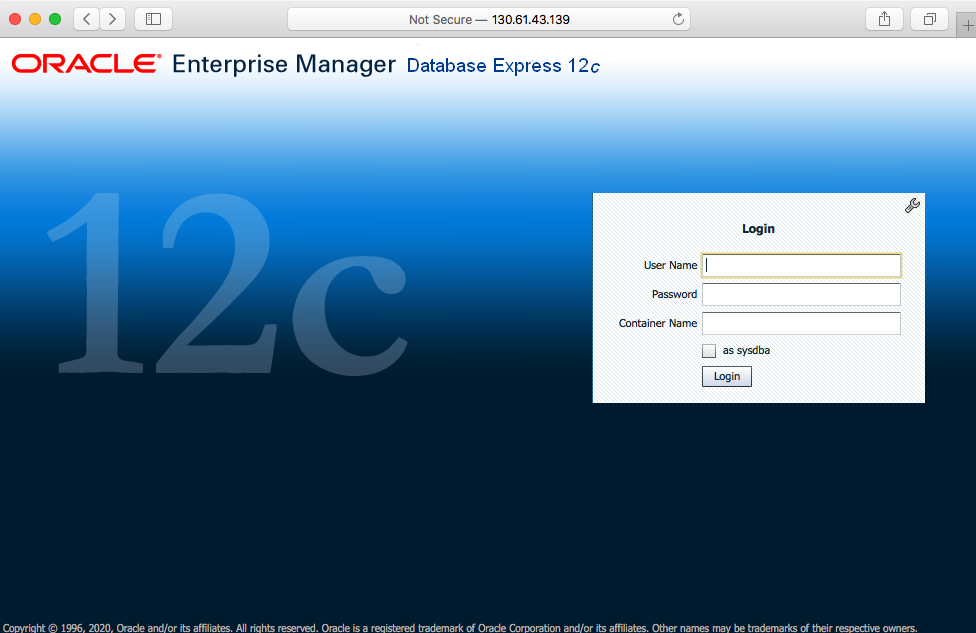 Not Secure — 130.61.43.139
ORACLE® Enterprise Manager Database Express 12c
12c
Login
User Name
Password
Container Name
as sysdba
Login
Copyright © 1996, 2020, Oracle and/or its affiliates. All rights reserved. Oracle is a registered trademark of Oracle Corporation and/or its affiliates. Other names may be trademarks of their respective owners.